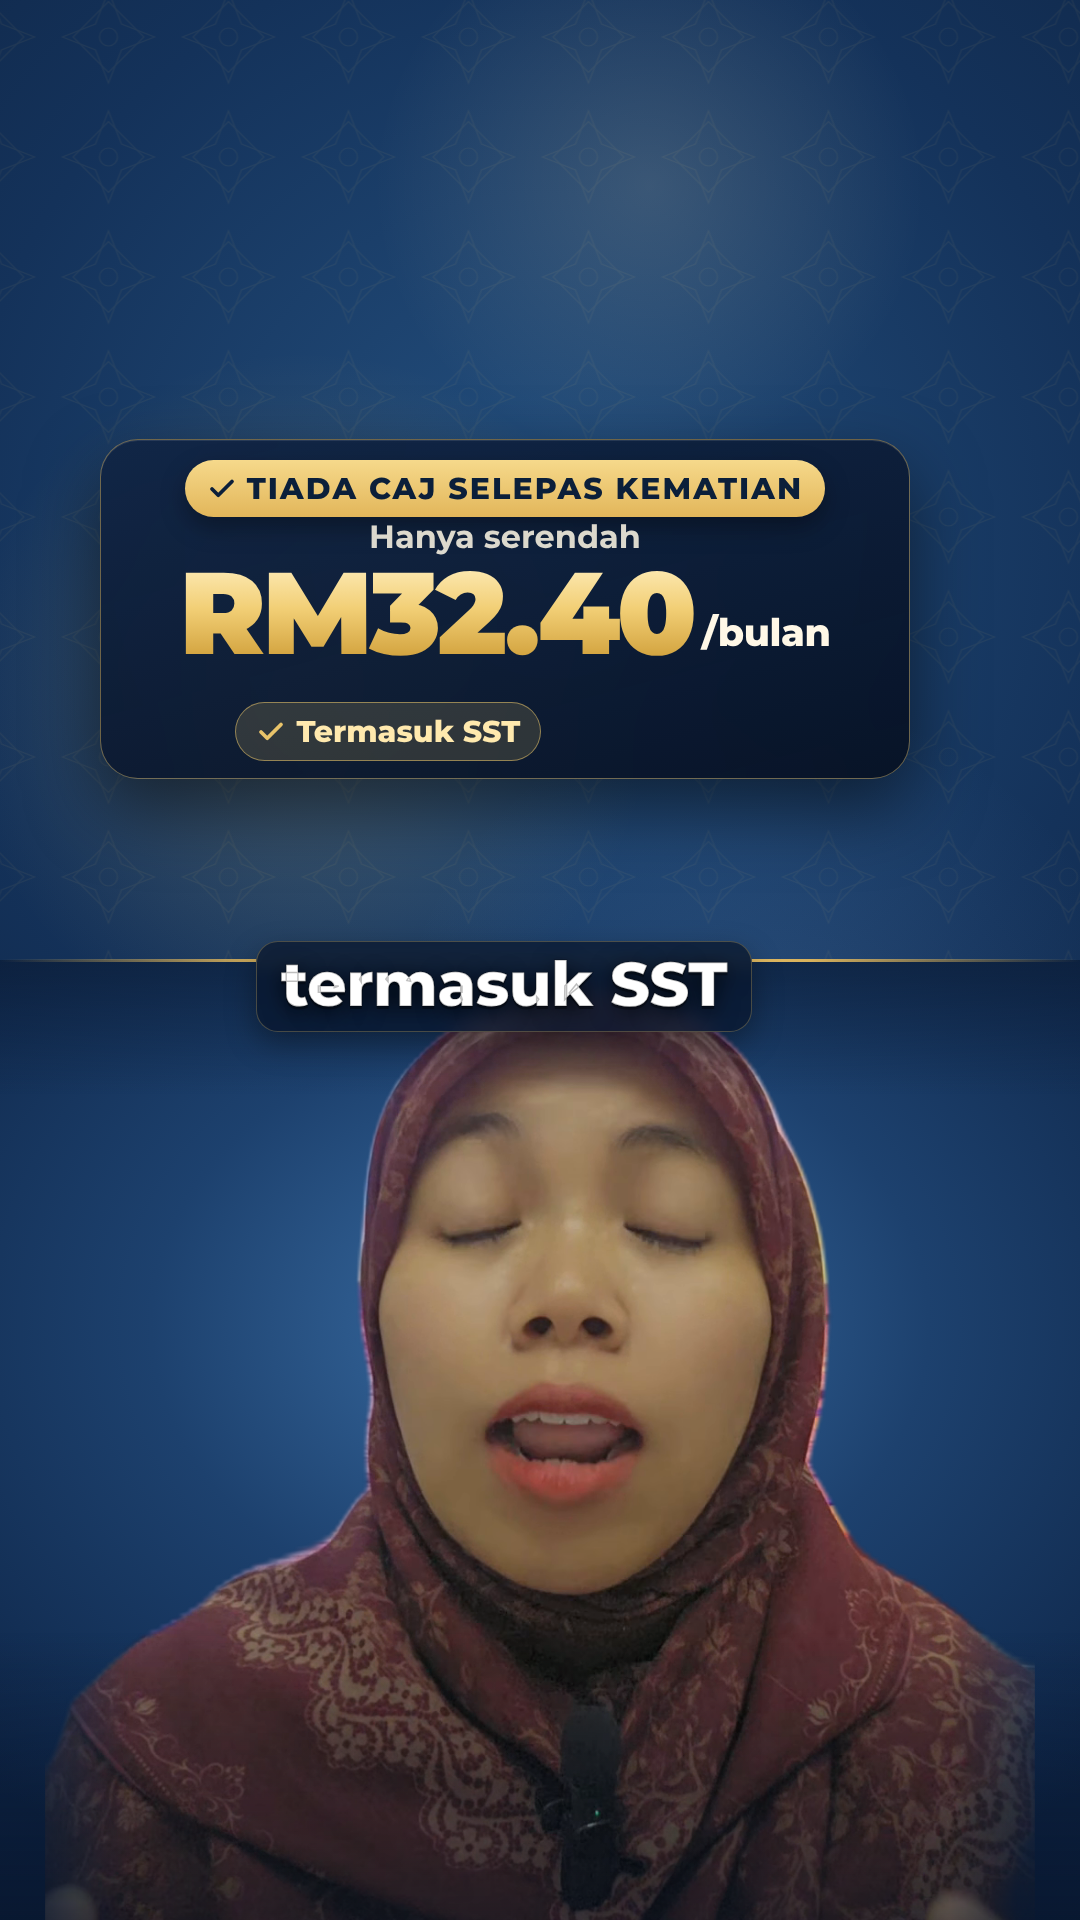 TIADA CAJ SELEPAS KEMATIAN
Hanya serendah
RM32.40/bulan
Termasuk SST
termasuk SST